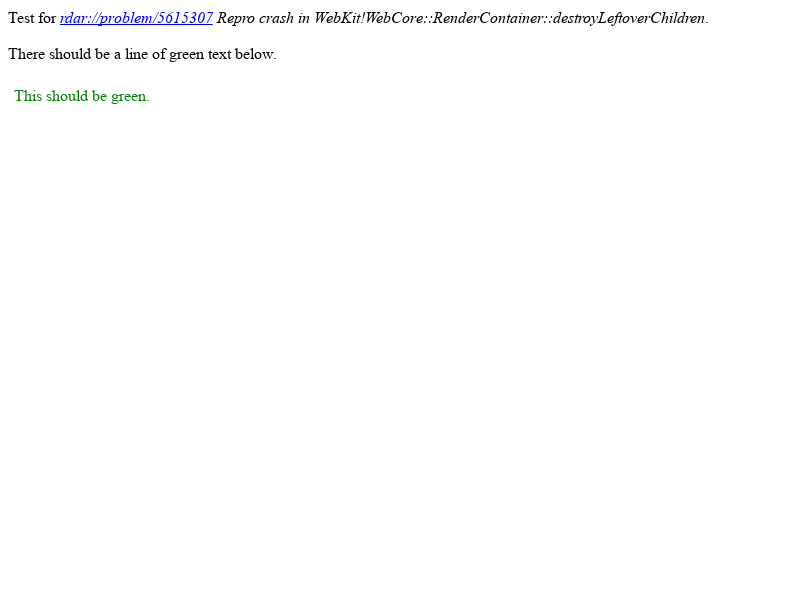 Test for rdar://problem/5615307 Repro crash in WebKit!WebCore::RenderContainer::destroyLeftoverChildren.
There should be a line of green text below.
This should be green.